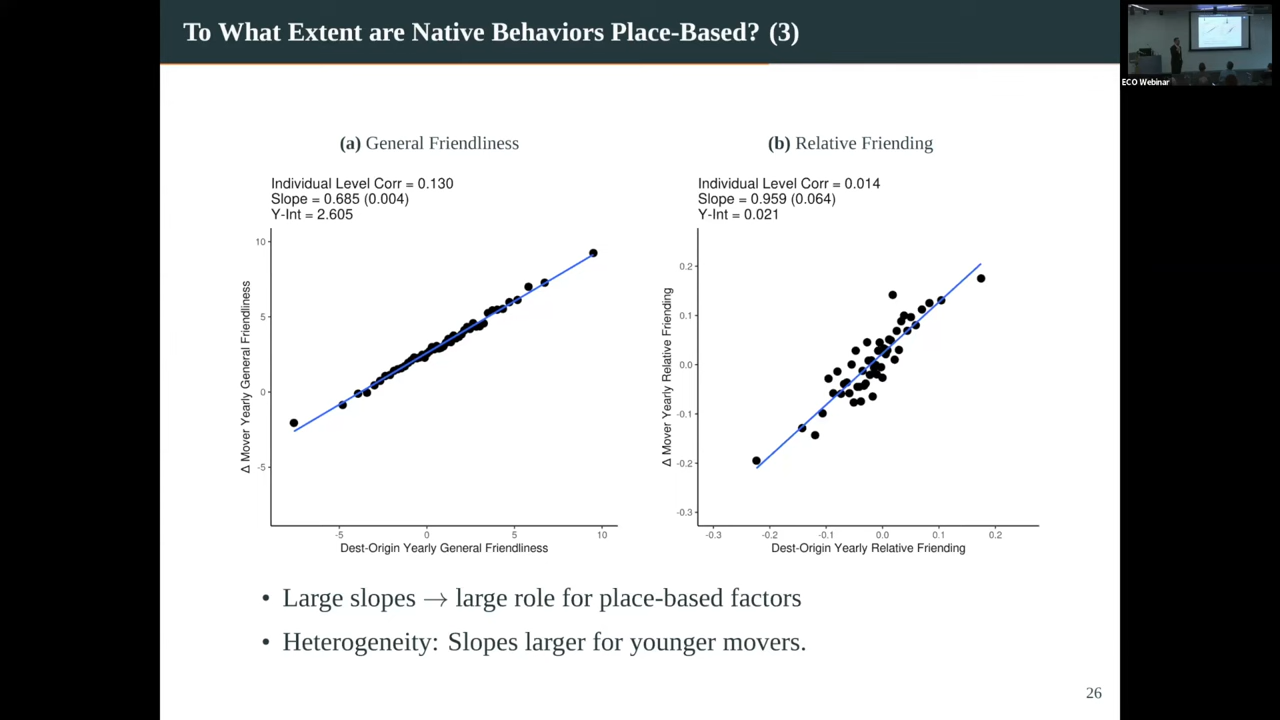 To What Extent are Native Behaviors Place-Based? (3)
ECO Webinar
(a) General Friendliness
Individual Level Corr = 0.130
Slope = 0.685 (0.004)
Y-Int = 2.605
10
5
0
-5
Δ Mover Yearly General Friendliness
-5
0
5
10
Dest-Origin Yearly General Friendliness
(b) Relative Friending
Individual Level Corr = 0.014
Slope = 0.959 (0.064)
Y-Int = 0.021
0.2
0.1
0.0
-0.1
-0.2
-0.3
Δ Mover Yearly Relative Friending
-0.3
-0.2
-0.1
0.0
0.1
0.2
Dest-Origin Yearly Relative Friending
• Large slopes → large role for place-based factors
• Heterogeneity: Slopes larger for younger movers.
26